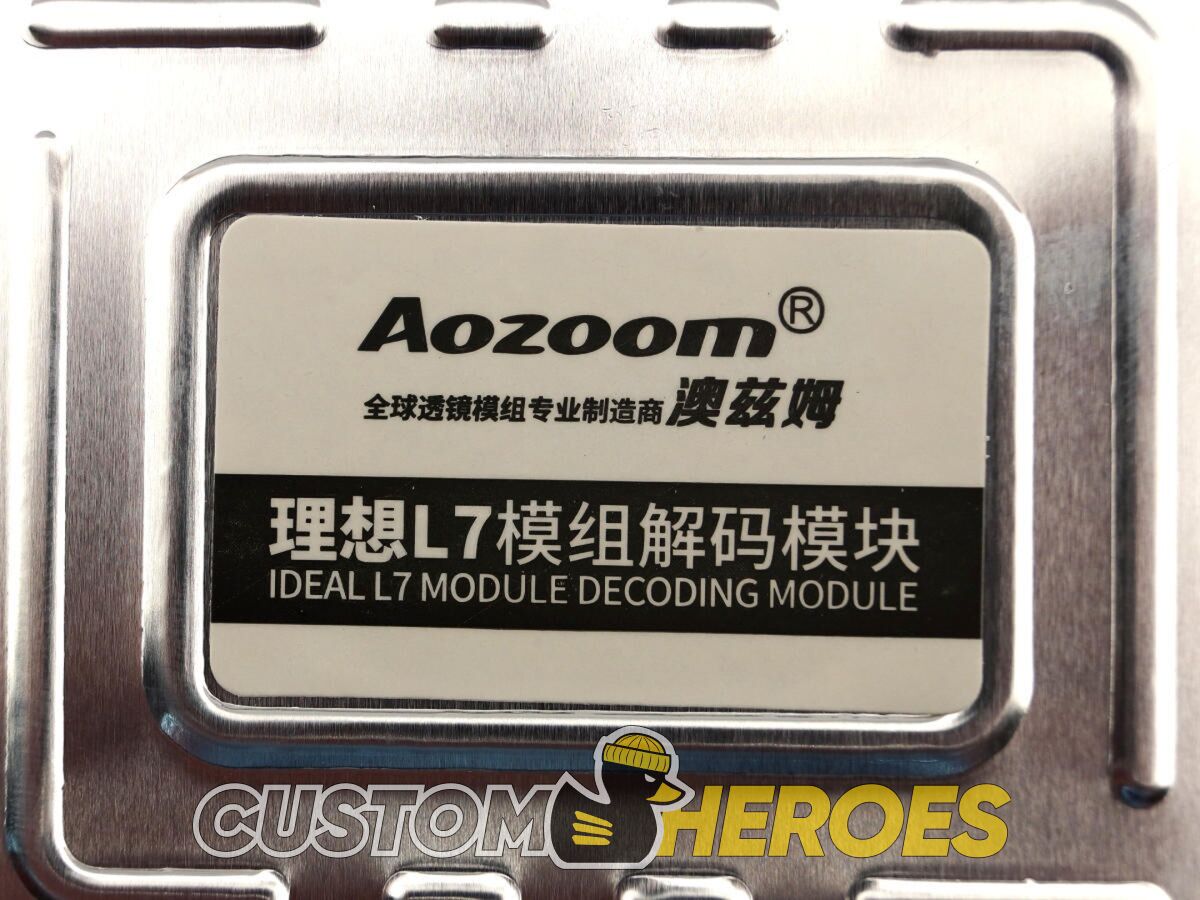 Aozoom®
全球透镜模组专业制造商 澳兹姆
理想L7模组解码模块
IDEAL L7 MODULE DECODING MODULE
CUSTOM HEROES